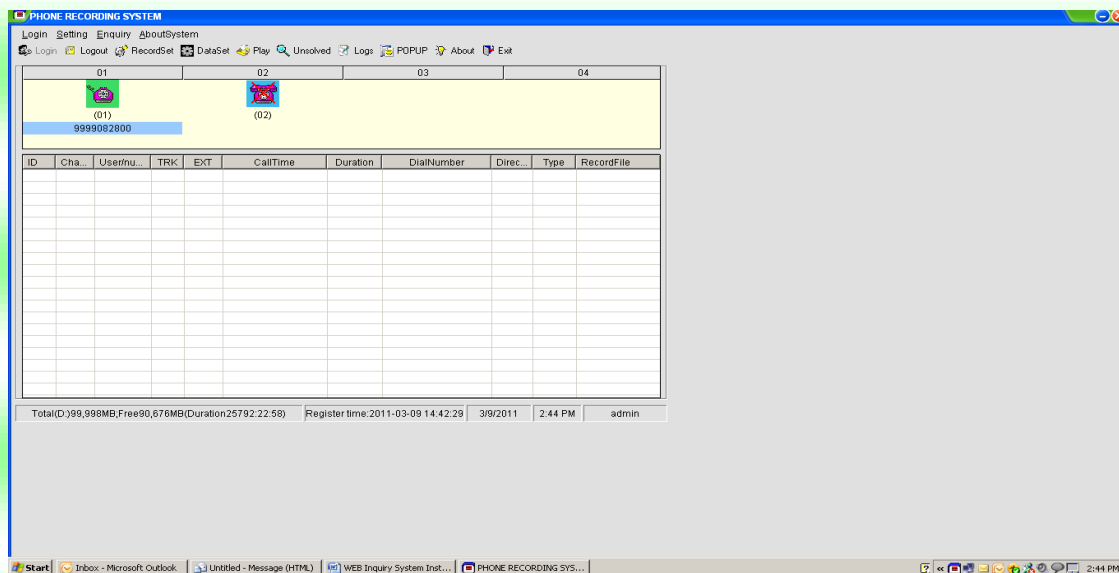 PHONE RECORDING SYSTEM
Login Setting Enquiry AboutSystem
Login Logout RecordSet DataSet Play Unsolved Logs POPUP About Exit
01 02 03 04
(01) (02)
9999082800
ID Cha... User/nu... TRK EXT CallTime Duration DialNumber Direc... Type RecordFile
Total(D:)99,998MB;Free90,676MB(Duration25792:22:58) Register time:2011-03-09 14:42:29 3/9/2011 2:44 PM admin
Start Inbox - Microsoft Outlook Untitled - Message (HTML) WEB Inquiry System Inst... PHONE RECORDING SYS... 2:44 PM